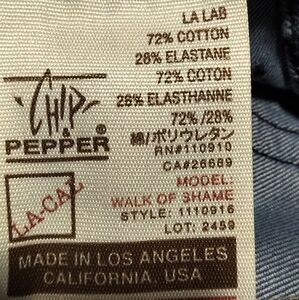 LA LAB
72% COTTON
28% ELASTANE
72% COTON
28% ELASTHANNE
72% /28%
綿/ポリウレタン
RN#110910
CA#26689
CHIP
&
PEPPER®
LA-CAL
MODEL:
WALK OF SHAME
STYLE: 1110916
LOT: 2459
MADE IN LOS ANGELES
CALIFORNIA, USA